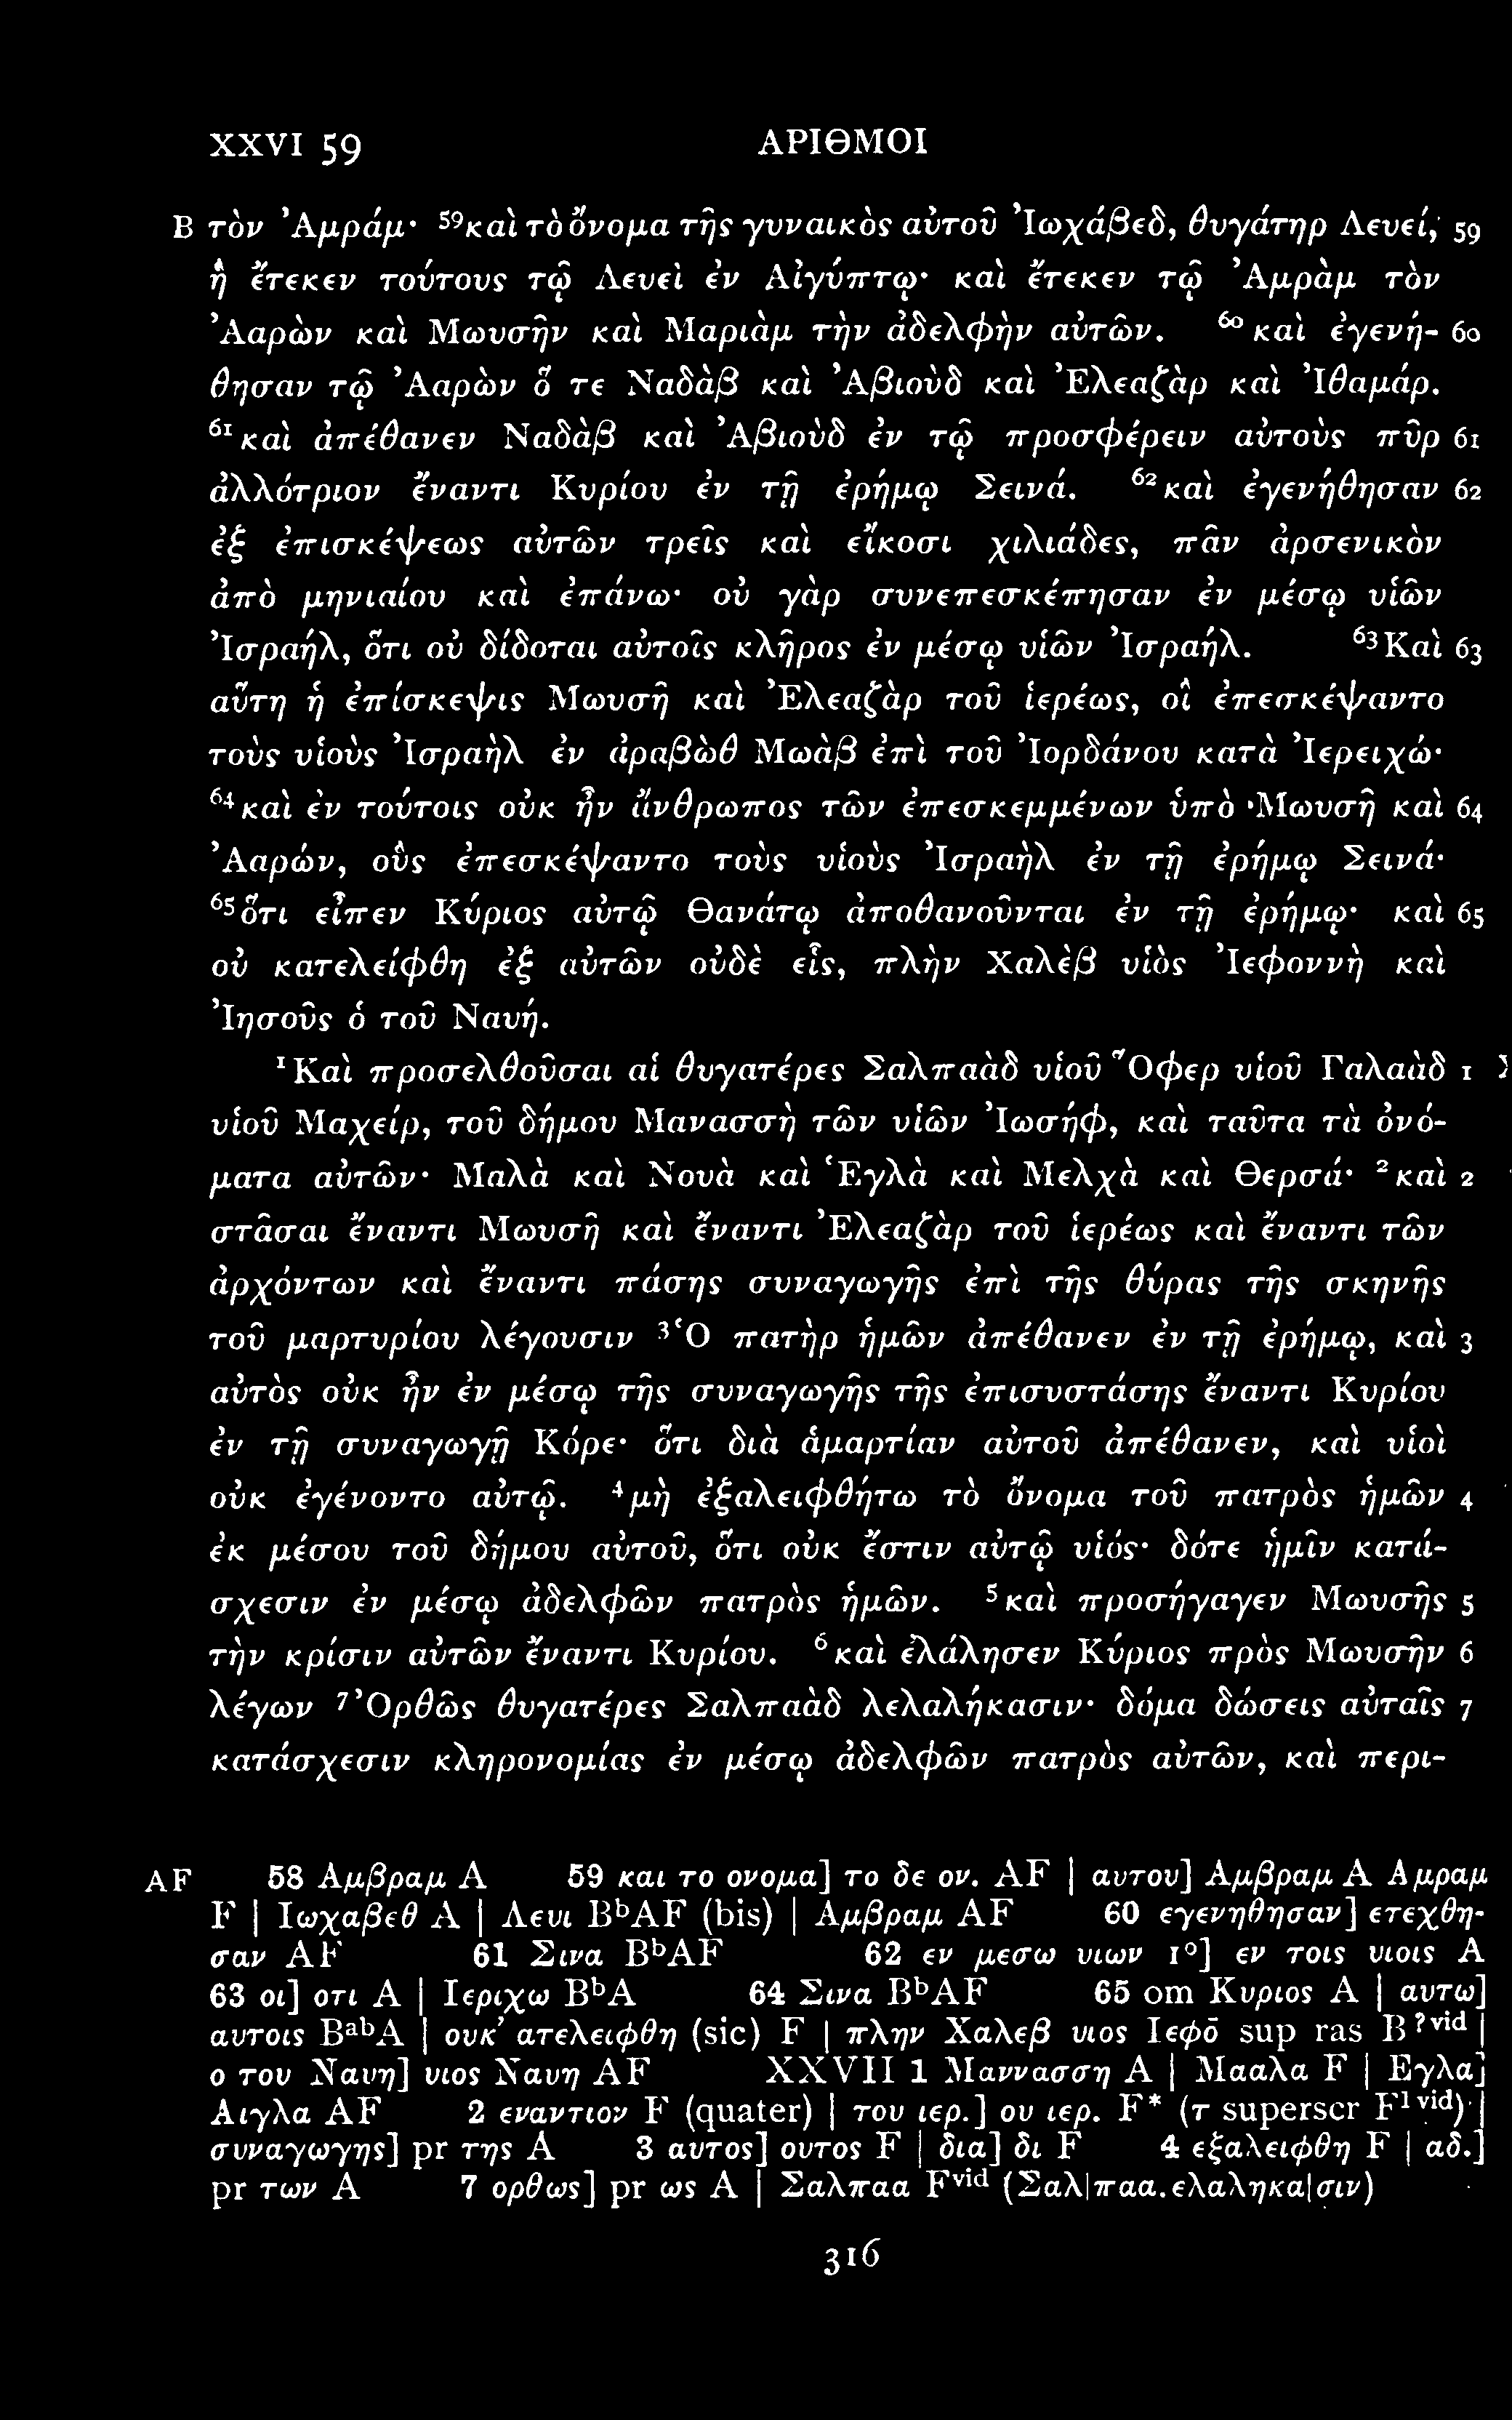 XXVI 59 ΑΡΙΘΜΟΙ
B τὸν Ἀμράμ· ⁵⁹καὶ τὸ ὄνομα τῆς γυναικὸς αὐτοῦ Ἰωχάβεδ, θυγάτηρ Λευεί, 59
ἣ ἔτεκεν τούτους τῷ Λευεὶ ἐν Αἰγύπτῳ· καὶ ἔτεκεν τῷ Ἀμρὰμ τὸν
Ἀαρὼν καὶ Μωυσῆν καὶ Μαριὰμ τὴν ἀδελφὴν αὐτῶν. ⁶⁰καὶ ἐγενή- 60
θησαν τῷ Ἀαρὼν ὅ τε Ναδὰβ καὶ Ἀβιοὺδ καὶ Ἐλεαζὰρ καὶ Ἰθαμάρ.
⁶¹καὶ ἀπέθανεν Ναδὰβ καὶ Ἀβιοὺδ ἐν τῷ προσφέρειν αὐτοὺς πῦρ 61
ἀλλότριον ἔναντι Κυρίου ἐν τῇ ἐρήμῳ Σεινά. ⁶²καὶ ἐγενήθησαν 62
ἐξ ἐπισκέψεως αὐτῶν τρεῖς καὶ εἴκοσι χιλιάδες, πᾶν ἀρσενικὸν
ἀπὸ μηνιαίου καὶ ἐπάνω· οὐ γὰρ συνεπεσκέπησαν ἐν μέσῳ υἱῶν
Ἰσραήλ, ὅτι οὐ δίδοται αὐτοῖς κλῆρος ἐν μέσῳ υἱῶν Ἰσραήλ. ⁶³Καὶ 63
αὕτη ἡ ἐπίσκεψις Μωυσῆ καὶ Ἐλεαζὰρ τοῦ ἱερέως, οἳ ἐπεσκέψαντο
τοὺς υἱοὺς Ἰσραὴλ ἐν ἀραβὼθ Μωὰβ ἐπὶ τοῦ Ἰορδάνου κατὰ Ἰερειχώ·
⁶⁴καὶ ἐν τούτοις οὐκ ἦν ἄνθρωπος τῶν ἐπεσκεμμένων ὑπὸ Μωυσῆ καὶ 64
Ἀαρών, οὓς ἐπεσκέψαντο τοὺς υἱοὺς Ἰσραὴλ ἐν τῇ ἐρήμῳ Σεινά·
⁶⁵ὅτι εἶπεν Κύριος αὐτῷ Θανάτῳ ἀποθανοῦνται ἐν τῇ ἐρήμῳ· καὶ 65
οὐ κατελείφθη ἐξ αὐτῶν οὐδὲ εἷς, πλὴν Χαλὲβ υἱὸς Ἰεφοννὴ καὶ
Ἰησοῦς ὁ τοῦ Ναυή.
¹Καὶ προσελθοῦσαι αἱ θυγατέρες Σαλπαὰδ υἱοῦ Ὄφερ υἱοῦ Γαλαὰδ 1
υἱοῦ Μαχείρ, τοῦ δήμου Μανασσὴ τῶν υἱῶν Ἰωσήφ, καὶ ταῦτα τὰ ὀνό-
ματα αὐτῶν· Μαλὰ καὶ Νουὰ καὶ Ἑγλὰ καὶ Μελχὰ καὶ Θερσά· ²καὶ 2
στᾶσαι ἔναντι Μωυσῆ καὶ ἔναντι Ἐλεαζὰρ τοῦ ἱερέως καὶ ἔναντι τῶν
ἀρχόντων καὶ ἔναντι πάσης συναγωγῆς ἐπὶ τῆς θύρας τῆς σκηνῆς
τοῦ μαρτυρίου λέγουσιν ³Ὁ πατὴρ ἡμῶν ἀπέθανεν ἐν τῇ ἐρήμῳ, καὶ 3
αὐτὸς οὐκ ἦν ἐν μέσῳ τῆς συναγωγῆς τῆς ἐπισυστάσης ἔναντι Κυρίου
ἐν τῇ συναγωγῇ Κόρε· ὅτι διὰ ἁμαρτίαν αὐτοῦ ἀπέθανεν, καὶ υἱοὶ
οὐκ ἐγένοντο αὐτῷ. ⁴μὴ ἐξαλειφθήτω τὸ ὄνομα τοῦ πατρὸς ἡμῶν 4
ἐκ μέσου τοῦ δήμου αὐτοῦ, ὅτι οὐκ ἔστιν αὐτῷ υἱός· δότε ἡμῖν κατά-
σχεσιν ἐν μέσῳ ἀδελφῶν πατρὸς ἡμῶν. ⁵καὶ προσήγαγεν Μωυσῆς 5
τὴν κρίσιν αὐτῶν ἔναντι Κυρίου. ⁶καὶ ἐλάλησεν Κύριος πρὸς Μωυσῆν 6
λέγων ⁷Ὀρθῶς θυγατέρες Σαλπαὰδ λελαλήκασιν· δόμα δώσεις αὐταῖς 7
κατάσχεσιν κληρονομίας ἐν μέσῳ ἀδελφῶν πατρὸς αὐτῶν, καὶ περι-
AF 58 Αμβραμ A 59 και το ονομα] το δε ον. AF | αυτου] Αμβραμ A Αμραμ
F | Ιωχαβεθ A | Λευι BᵇAF (bis) | Αμβραμ AF 60 εγενηθησαν] ετεχθη-
σαν AF 61 Σινα BᵇAF 62 εν μεσω υιων 1°] εν τοις υιοις A
63 οι] οτι A | Ιεριχω BᵇA 64 Σινα BᵇAF 65 om Κυριος A | αυτω]
αυτοις BᵃᵇA | ουκ’ ατελειφθη (sic) F | πλην Χαλεβ υιος Ιεφο̄ sup ras B?ᵛⁱᵈ |
ο του Ναυη] υιος Ναυη AF XXVII 1 Μαννασση A | Μααλα F | Εγλα]
Αιγλα AF 2 εναντιον F (quater) | του ιερ.] ου ιερ. F* (τ superscr F¹ᵛⁱᵈ) |
συναγωγης] pr της A 3 αυτος] ουτος F | δια] δι F 4 εξαλειφθη F | αδ.]
pr των A 7 ορθως] pr ως A | Σαλπαα Fᵛⁱᵈ (Σαλ|παα.ελαληκα|σιν)
316